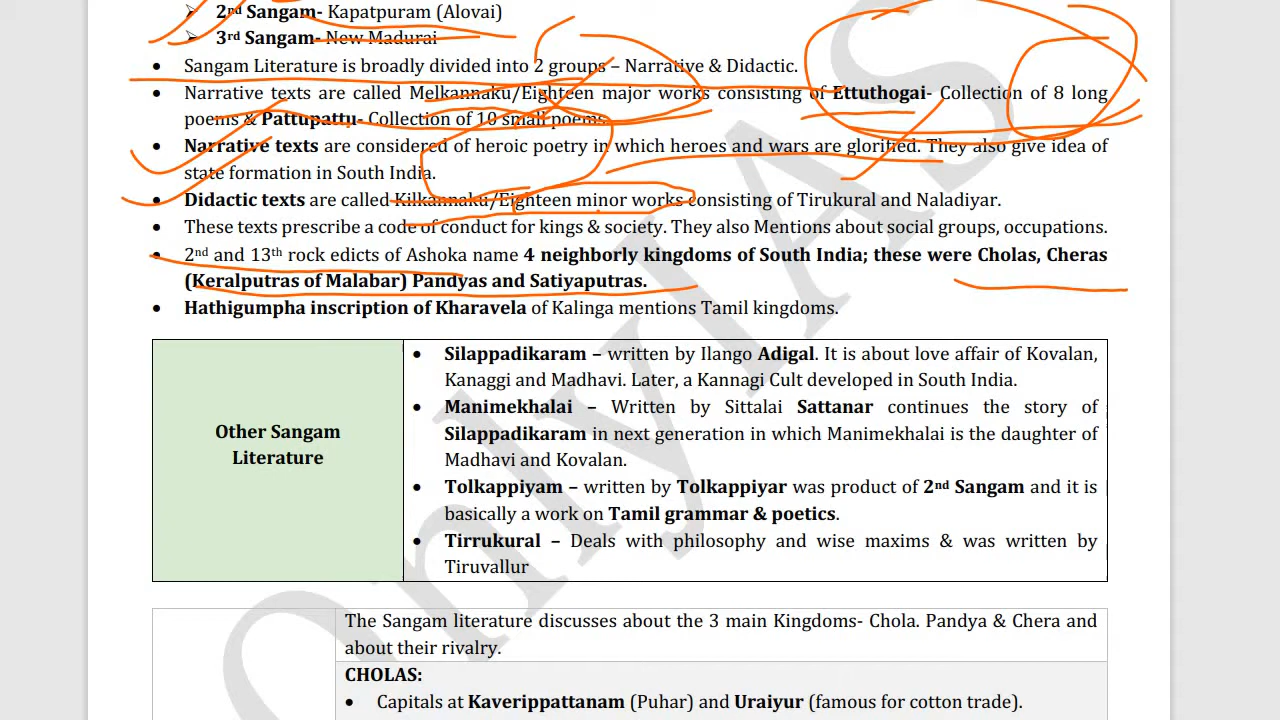 ➤ 2nd Sangam- Kapatpuram (Alovai)
➤ 3rd Sangam- New Madurai
• Sangam Literature is broadly divided into 2 groups – Narrative & Didactic.
• Narrative texts are called Melkannaku/Eighteen major works consisting of Ettuthogai- Collection of 8 long
poems & Pattupattu- Collection of 10 small poems.
• Narrative texts are considered of heroic poetry in which heroes and wars are glorified. They also give idea of
state formation in South India.
• Didactic texts are called Kilkannaku/Eighteen minor works consisting of Tirukural and Naladiyar.
• These texts prescribe a code of conduct for kings & society. They also Mentions about social groups, occupations.
• 2nd and 13th rock edicts of Ashoka name 4 neighborly kingdoms of South India; these were Cholas, Cheras
(Keralputras of Malabar) Pandyas and Satiyaputras.
• Hathigumpha inscription of Kharavela of Kalinga mentions Tamil kingdoms.
Other Sangam
Literature
• Silappadikaram – written by Ilango Adigal. It is about love affair of Kovalan,
Kanaggi and Madhavi. Later, a Kannagi Cult developed in South India.
• Manimekhalai – Written by Sittalai Sattanar continues the story of
Silappadikaram in next generation in which Manimekhalai is the daughter of
Madhavi and Kovalan.
• Tolkappiyam – written by Tolkappiyar was product of 2nd Sangam and it is
basically a work on Tamil grammar & poetics.
• Tirrukural – Deals with philosophy and wise maxims & was written by
Tiruvallur
The Sangam literature discusses about the 3 main Kingdoms- Chola. Pandya & Chera and
about their rivalry.
CHOLAS:
• Capitals at Kaverippattanam (Puhar) and Uraiyur (famous for cotton trade).
OnlyIAS